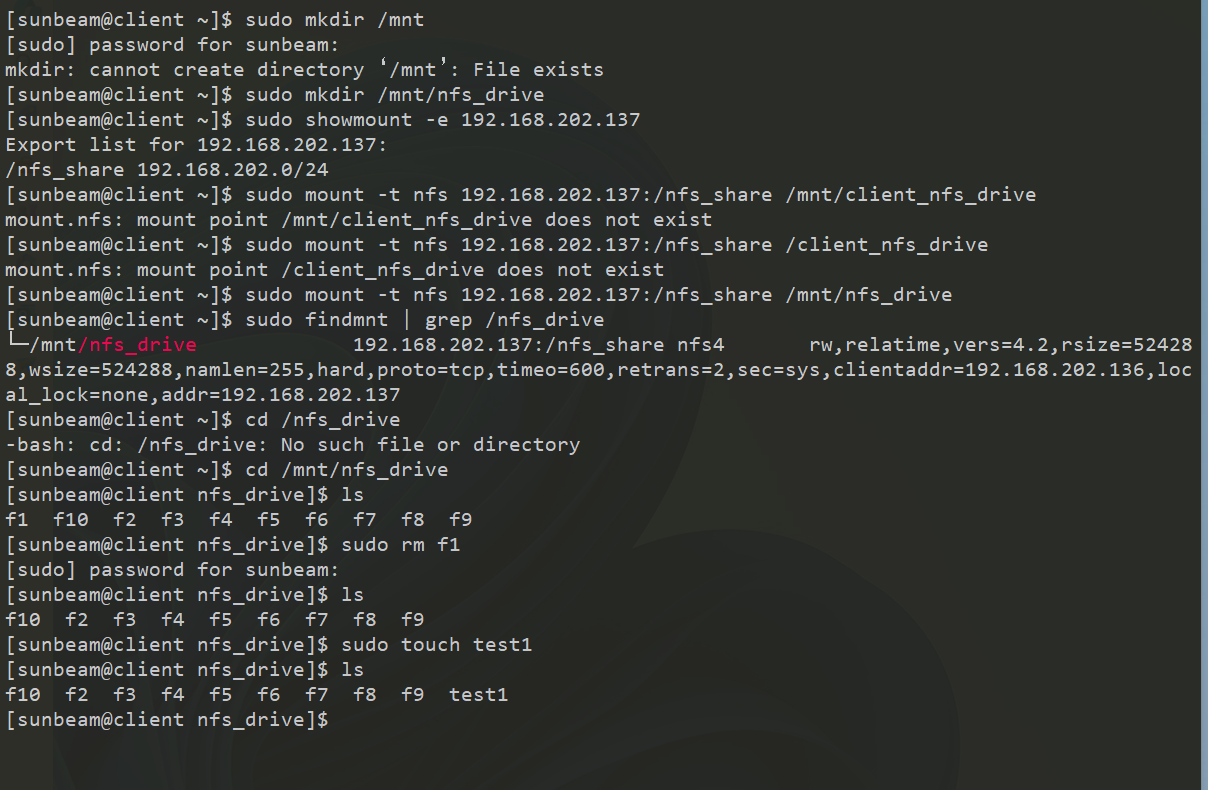 [sunbeam@client ~]$ sudo mkdir /mnt
[sudo] password for sunbeam:
mkdir: cannot create directory ‘/mnt’: File exists
[sunbeam@client ~]$ sudo mkdir /mnt/nfs_drive
[sunbeam@client ~]$ sudo showmount -e 192.168.202.137
Export list for 192.168.202.137:
/nfs_share 192.168.202.0/24
[sunbeam@client ~]$ sudo mount -t nfs 192.168.202.137:/nfs_share /mnt/client_nfs_drive
mount.nfs: mount point /mnt/client_nfs_drive does not exist
[sunbeam@client ~]$ sudo mount -t nfs 192.168.202.137:/nfs_share /client_nfs_drive
mount.nfs: mount point /client_nfs_drive does not exist
[sunbeam@client ~]$ sudo mount -t nfs 192.168.202.137:/nfs_share /mnt/nfs_drive
[sunbeam@client ~]$ sudo findmnt | grep /nfs_drive
└─/mnt/nfs_drive             192.168.202.137:/nfs_share nfs4       rw,relatime,vers=4.2,rsize=52428
8,wsize=524288,namlen=255,hard,proto=tcp,timeo=600,retrans=2,sec=sys,clientaddr=192.168.202.136,loc
al_lock=none,addr=192.168.202.137
[sunbeam@client ~]$ cd /nfs_drive
-bash: cd: /nfs_drive: No such file or directory
[sunbeam@client ~]$ cd /mnt/nfs_drive
[sunbeam@client nfs_drive]$ ls
f1  f10  f2  f3  f4  f5  f6  f7  f8  f9
[sunbeam@client nfs_drive]$ sudo rm f1
[sudo] password for sunbeam:
[sunbeam@client nfs_drive]$ ls
f10  f2  f3  f4  f5  f6  f7  f8  f9
[sunbeam@client nfs_drive]$ sudo touch test1
[sunbeam@client nfs_drive]$ ls
f10  f2  f3  f4  f5  f6  f7  f8  f9  test1
[sunbeam@client nfs_drive]$